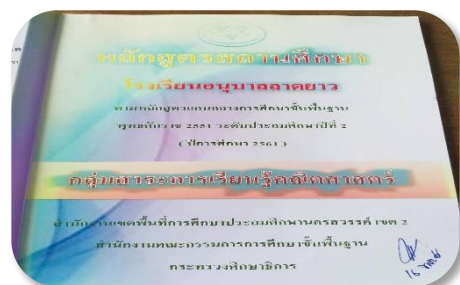 หลักสูตรสถานศึกษา
โรงเรียนอนุบาลลาดยาว
ตามหลักสูตรแกนกลางการศึกษาขั้นพื้นฐาน
พุทธศักราช 2551 ระดับประถมศึกษาปีที่ 2
( ปีการศึกษา 2561 )
กลุ่มสาระการเรียนรู้คณิตศาสตร์
สำนักงานเขตพื้นที่การศึกษาประถมศึกษานครสวรรค์ เขต 2
สำนักงานคณะกรรมการการศึกษาขั้นพื้นฐาน
กระทรวงศึกษาธิการ